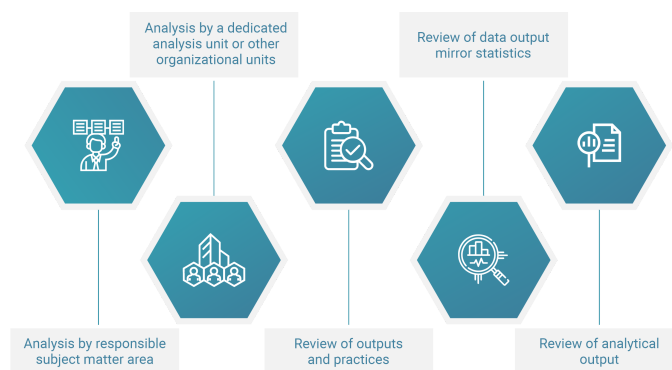 Analysis by a dedicated
analysis unit or other
organizational units
Review of data output
mirror statistics
Analysis by responsible
subject matter area
Review of outputs
and practices
Review of analytical
output